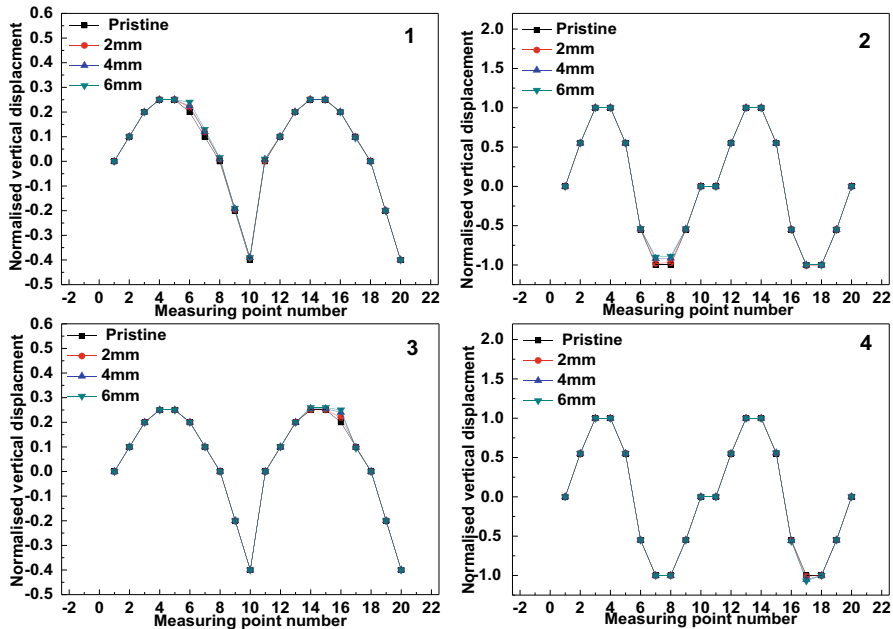 Normalised vertical displacment
0.6
0.5
0.4
0.3
0.2
0.1
0.0
-0.1
-0.2
-0.3
-0.4
-0.5
Pristine
2mm
4mm
6mm
1
-2 0 2 4 6 8 10 12 14 16 18 20 22
Measuring point number
Normalised vertical displacement
2.0
1.5
1.0
0.5
0.0
-0.5
-1.0
Pristine
2mm
4mm
6mm
2
-2 0 2 4 6 8 10 12 14 16 18 20 22
Measuring point number
Normalised vertical displacment
0.6
0.5
0.4
0.3
0.2
0.1
0.0
-0.1
-0.2
-0.3
-0.4
-0.5
Pristine
2mm
4mm
6mm
3
-2 0 2 4 6 8 10 12 14 16 18 20 22
Measuring point number
Normalised vertical displacement
2.0
1.5
1.0
0.5
0.0
-0.5
-1.0
Pristine
2mm
4mm
6mm
4
-2 0 2 4 6 8 10 12 14 16 18 20 22
Measuring point number